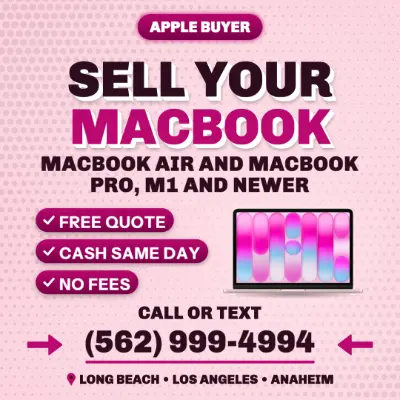 APPLE BUYER
SELL YOUR
MACBOOK
MACBOOK AIR AND MACBOOK
PRO, M1 AND NEWER
FREE QUOTE
CASH SAME DAY
NO FEES
CALL OR TEXT
(562) 999-4994
LONG BEACH • LOS ANGELES • ANAHEIM